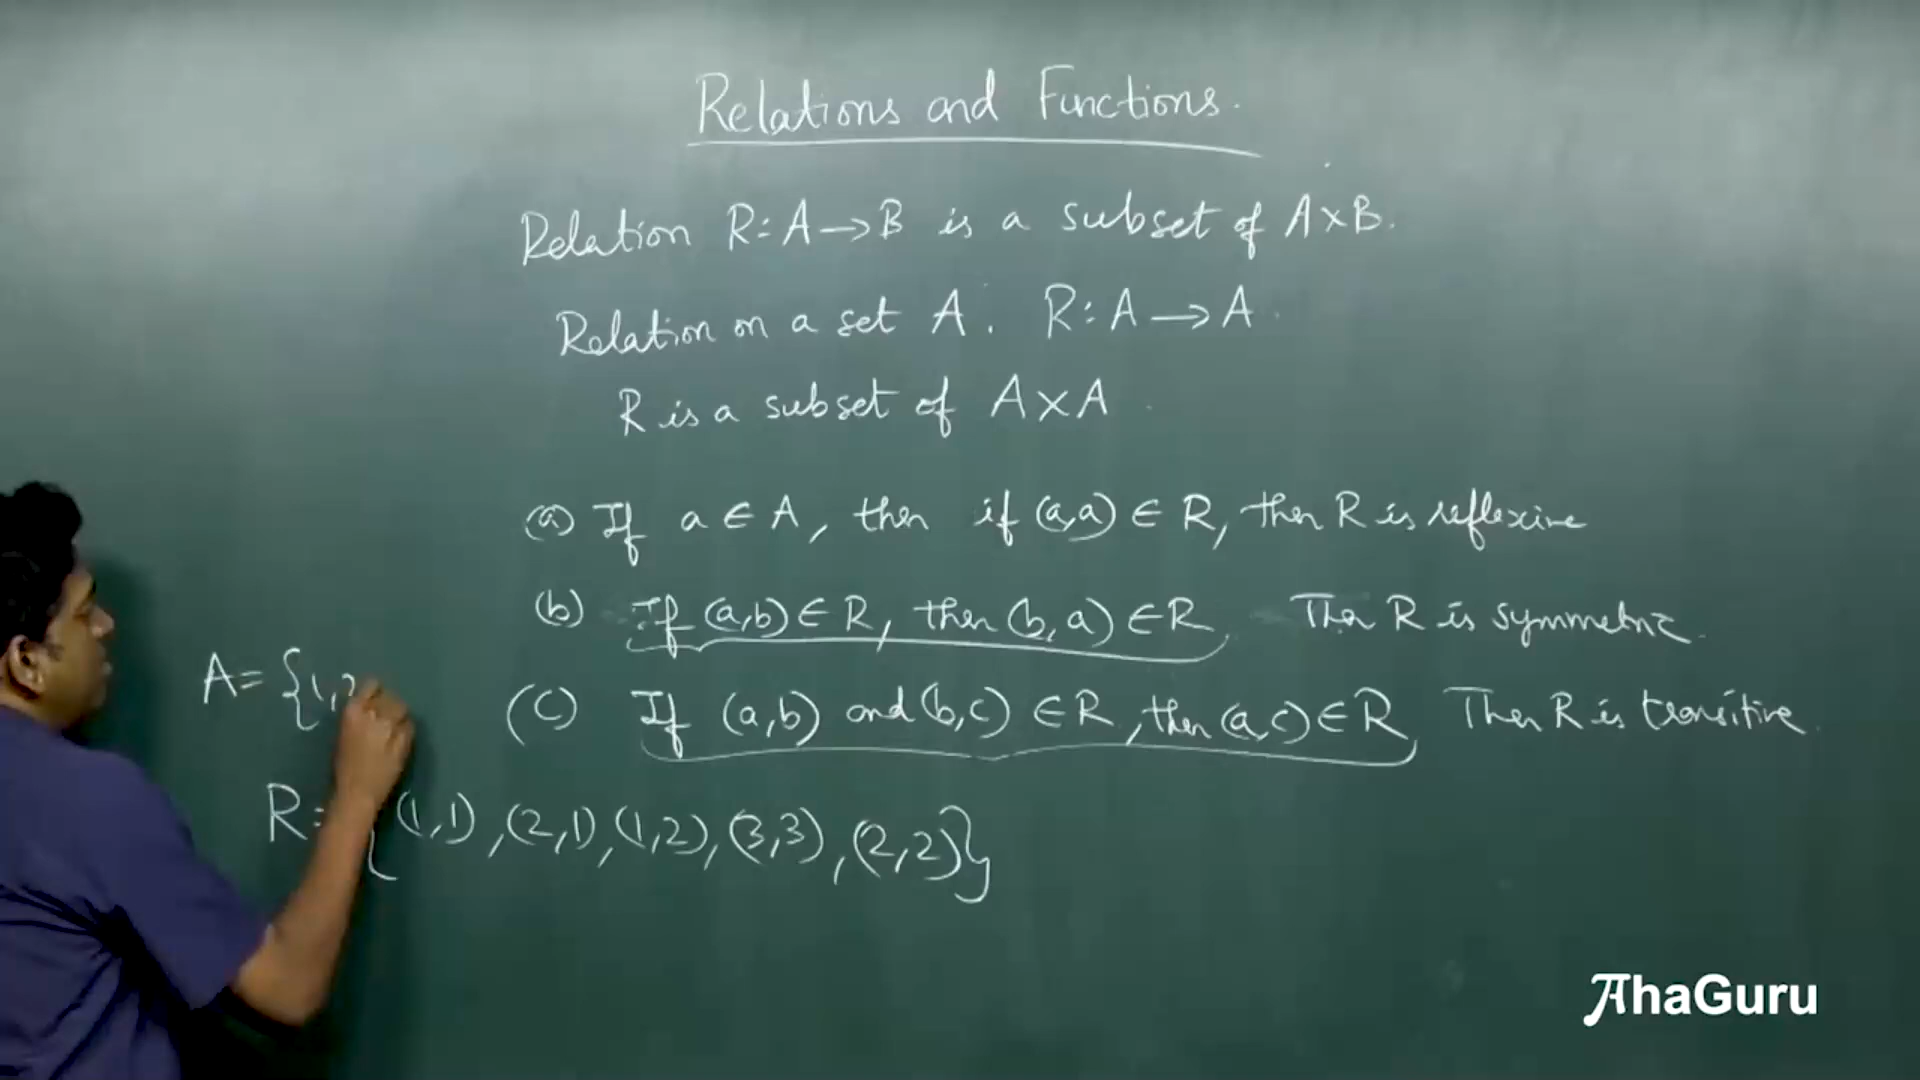 Relations and Functions.
Relation R: A → B is a subset of A×B.
Relation on a set A. R: A → A
R is a subset of A×A
(a) If a ∈ A, then if (a,a) ∈ R, then R is reflexive
(b) If (a,b) ∈ R, then (b,a) ∈ R Then R is symmetric.
(c) If (a,b) and (b,c) ∈ R, then (a,c) ∈ R Then R is transitive.
A = {1,2
R = {(1,1), (2,1), (1,2), (3,3), (2,2)}
AhaGuru